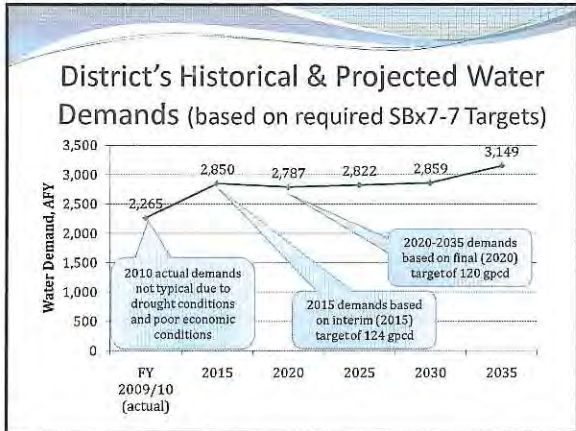 District's Historical & Projected Water
Demands (based on required SBx7-7 Targets)
Water Demand, AFY
3,500
3,000
2,500
2,000
1,500
1,000
500
0
2,265
2,850
2,787
2,822
2,859
3,149
2010 actual demands
not typical due to
drought conditions
and poor economic
conditions
2015 demands based
on interim (2015)
target of 124 gpcd
2020-2035 demands
based on final (2020)
target of 120 gpcd
FY
2009/10
(actual)
2015
2020
2025
2030
2035